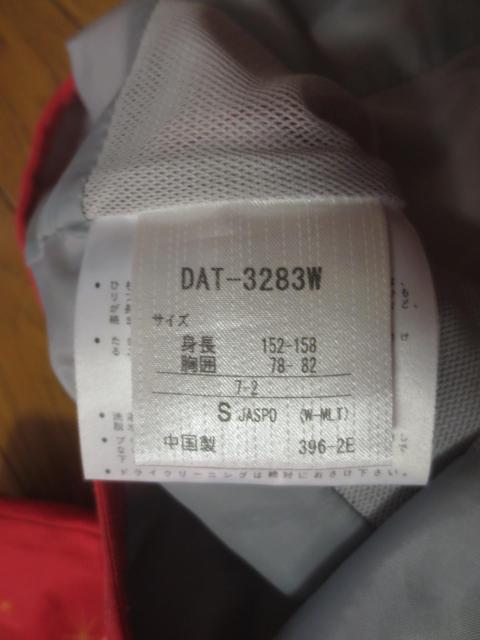 DAT-3283W
サイズ
身長 152-158
胸囲 78- 82
7-2
S JASPO (W-MLT)
中国製 396-2E
• ドライクリーニングは絶対におさけ下さい。